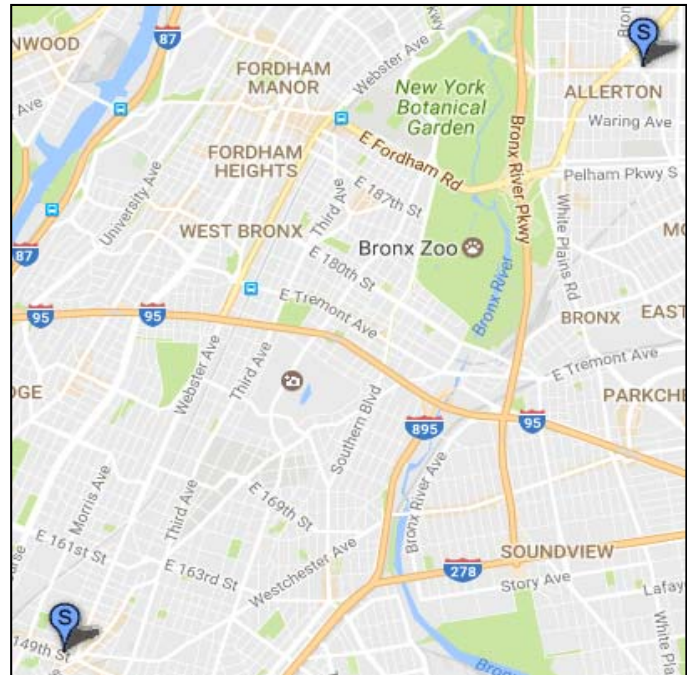 NWOOD
87
FORDHAM
MANOR
Webster Ave
New York
Botanical
Garden
Bronx
S
ALLERTON
Waring Ave
Ave
FORDHAM
HEIGHTS
E Fordham Rd
Bronx River Pkwy
Pelham Pkwy S
University Ave
Third Ave
E 187th St
WEST BRONX
White Plains Rd
87
E 180th St
Bronx Zoo
Bronx River
95
95
E Tremont Ave
BRONX
EAST
Webster Ave
Third Ave
E Tremont Ave
DGE
PARKCHE
895
95
Southern Blvd
Morris Ave
Third Ave
E 169th St
Bronx River Ave
E 161st St
E 163rd St
Westchester Ave
SOUNDVIEW
278
Story Ave
Lafay
S
149th St
White Pl
Bronx